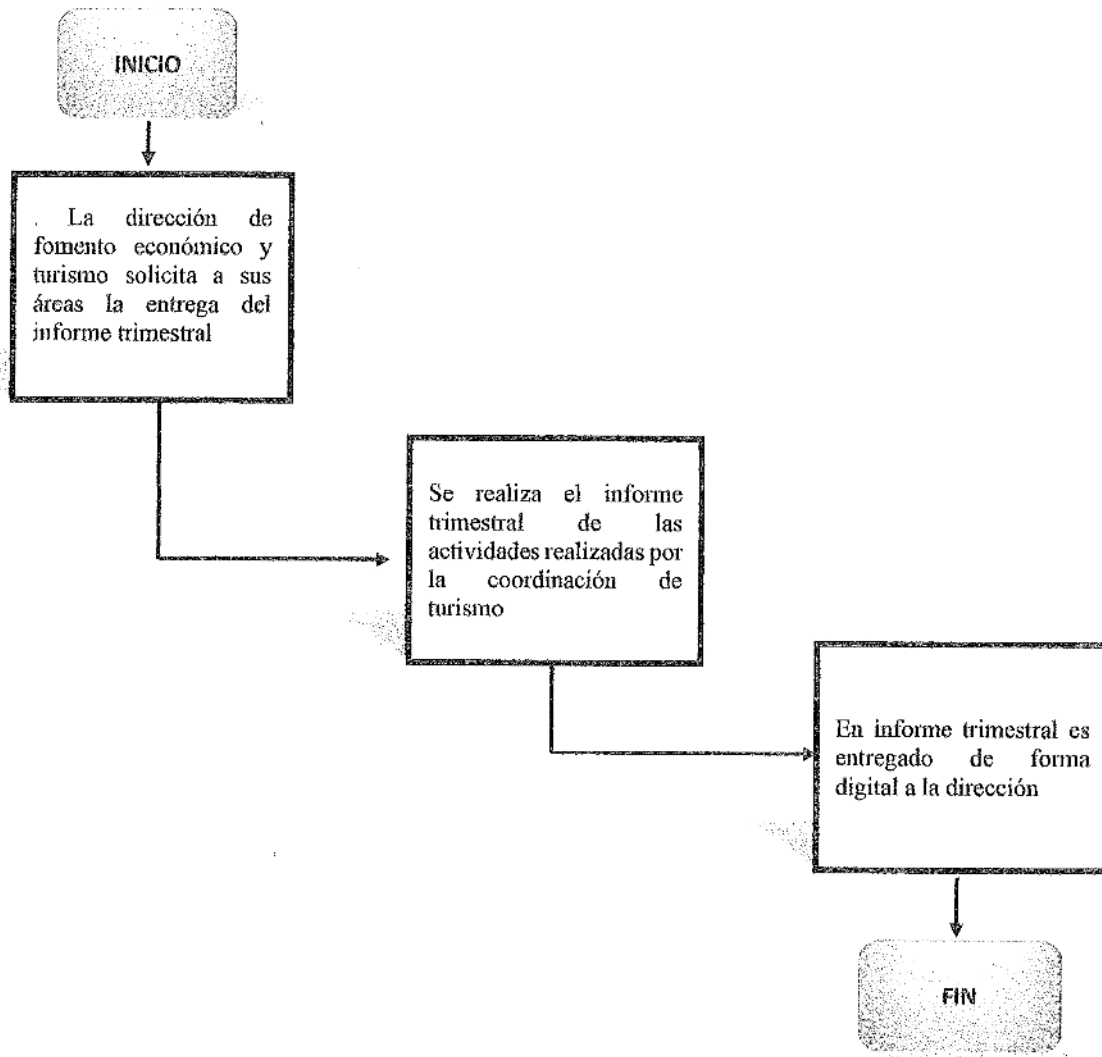 INICIO
. La dirección de
fomento económico y
turismo solicita a sus
áreas la entrega del
informe trimestral
Se realiza el informe
trimestral de las
actividades realizadas por
la coordinación de
turismo
En informe trimestral es
entregado de forma
digital a la dirección
FIN